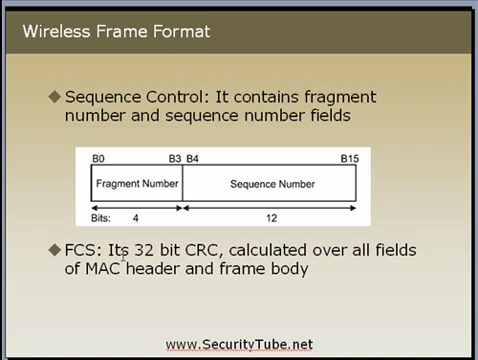 Wireless Frame Format
Sequence Control: It contains fragment
number and sequence number fields
B0 B3 B4 B15
Fragment Number Sequence Number
Bits: 4 12
FCS: Its 32 bit CRC, calculated over all fields
of MAC header and frame body
www.SecurityTube.net